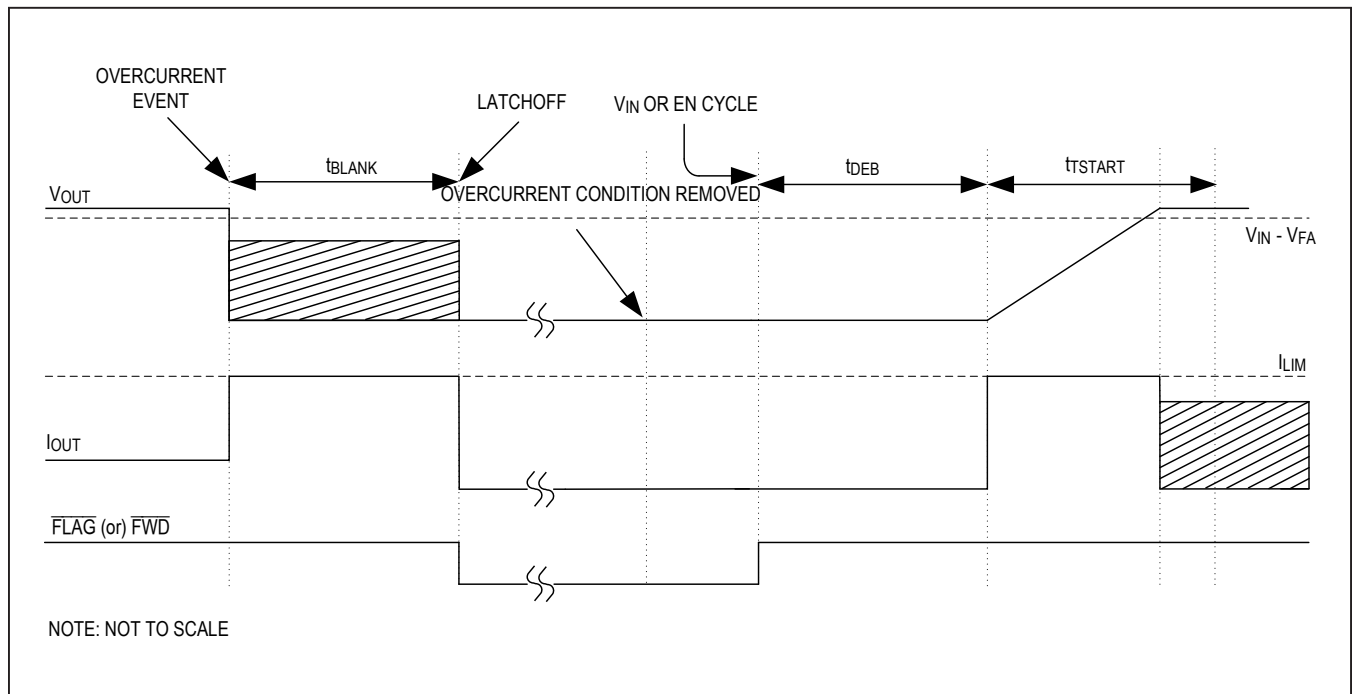 OVERCURRENT
EVENT
LATCHOFF
VIN OR EN CYCLE
tBLANK
tDEB
tTSTART
OVERCURRENT CONDITION REMOVED
VOUT
VIN - VFA
ILIM
IOUT
FLAG (or) FWD
NOTE: NOT TO SCALE